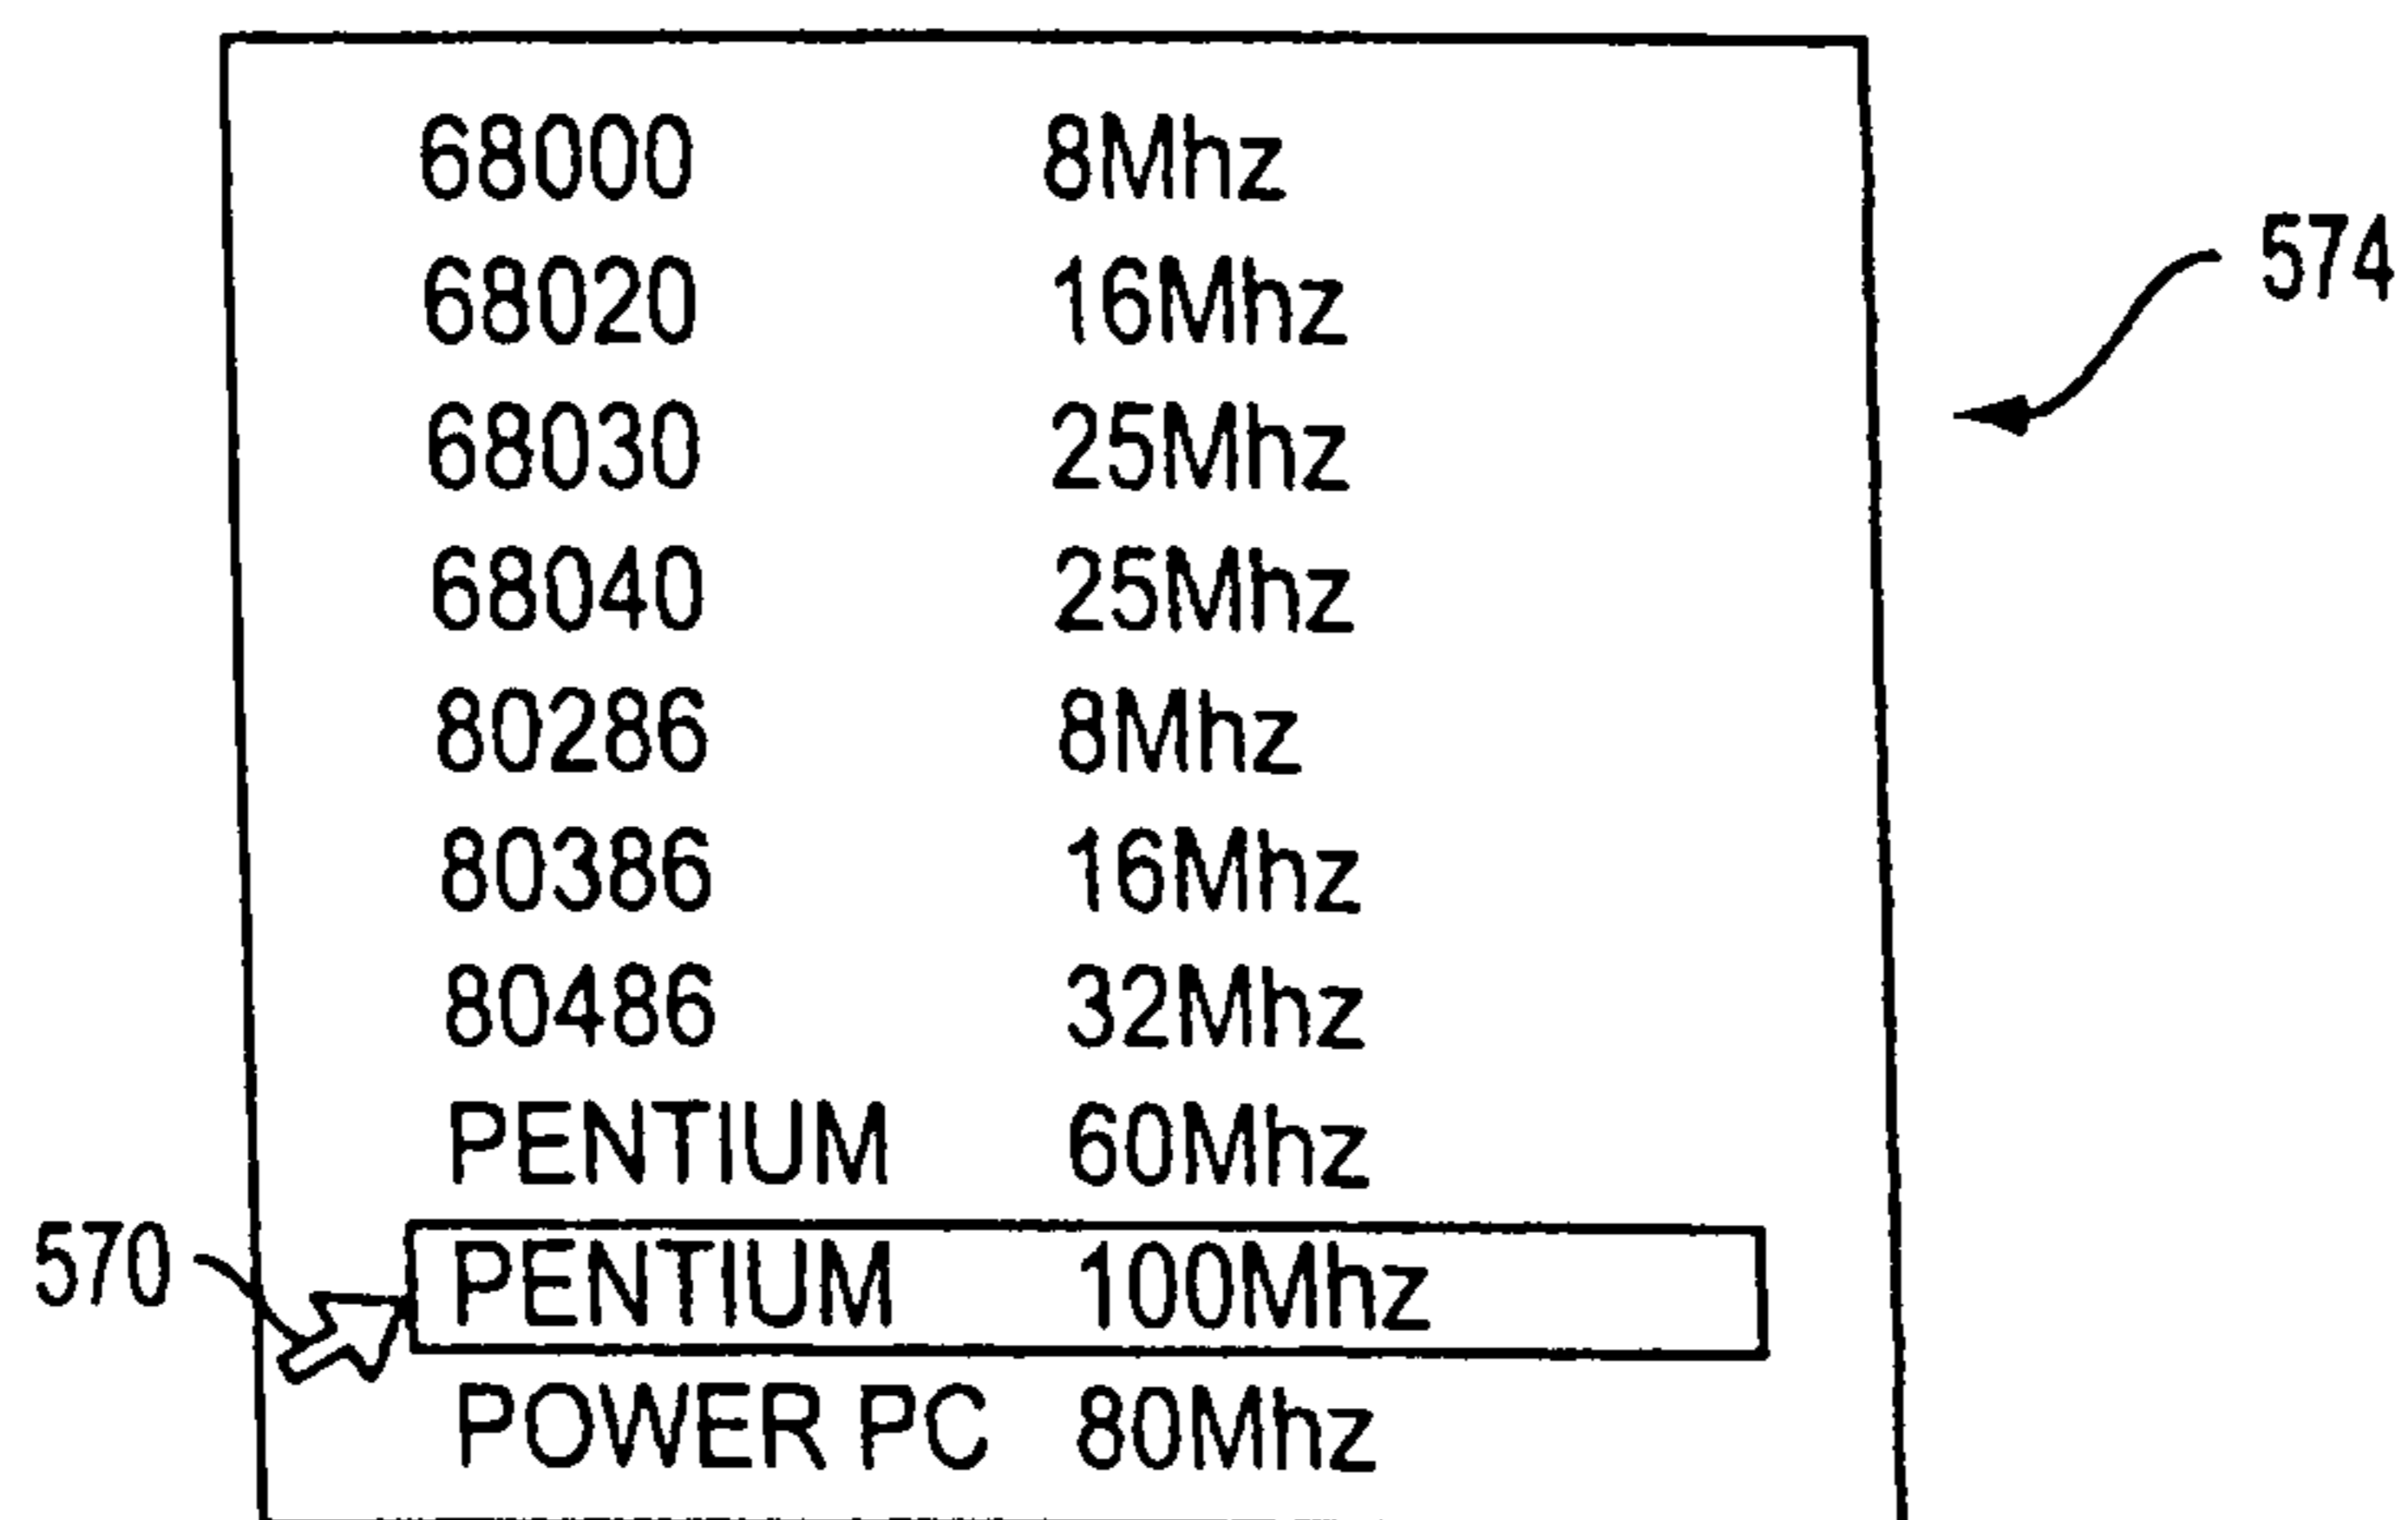 68000 8Mhz
68020 16Mhz
574
68030 25Mhz
68040 25Mhz
80286 8Mhz
80386 16Mhz
80486 32Mhz
PENTIUM 60Mhz
570
PENTIUM 100Mhz
POWER PC 80Mhz